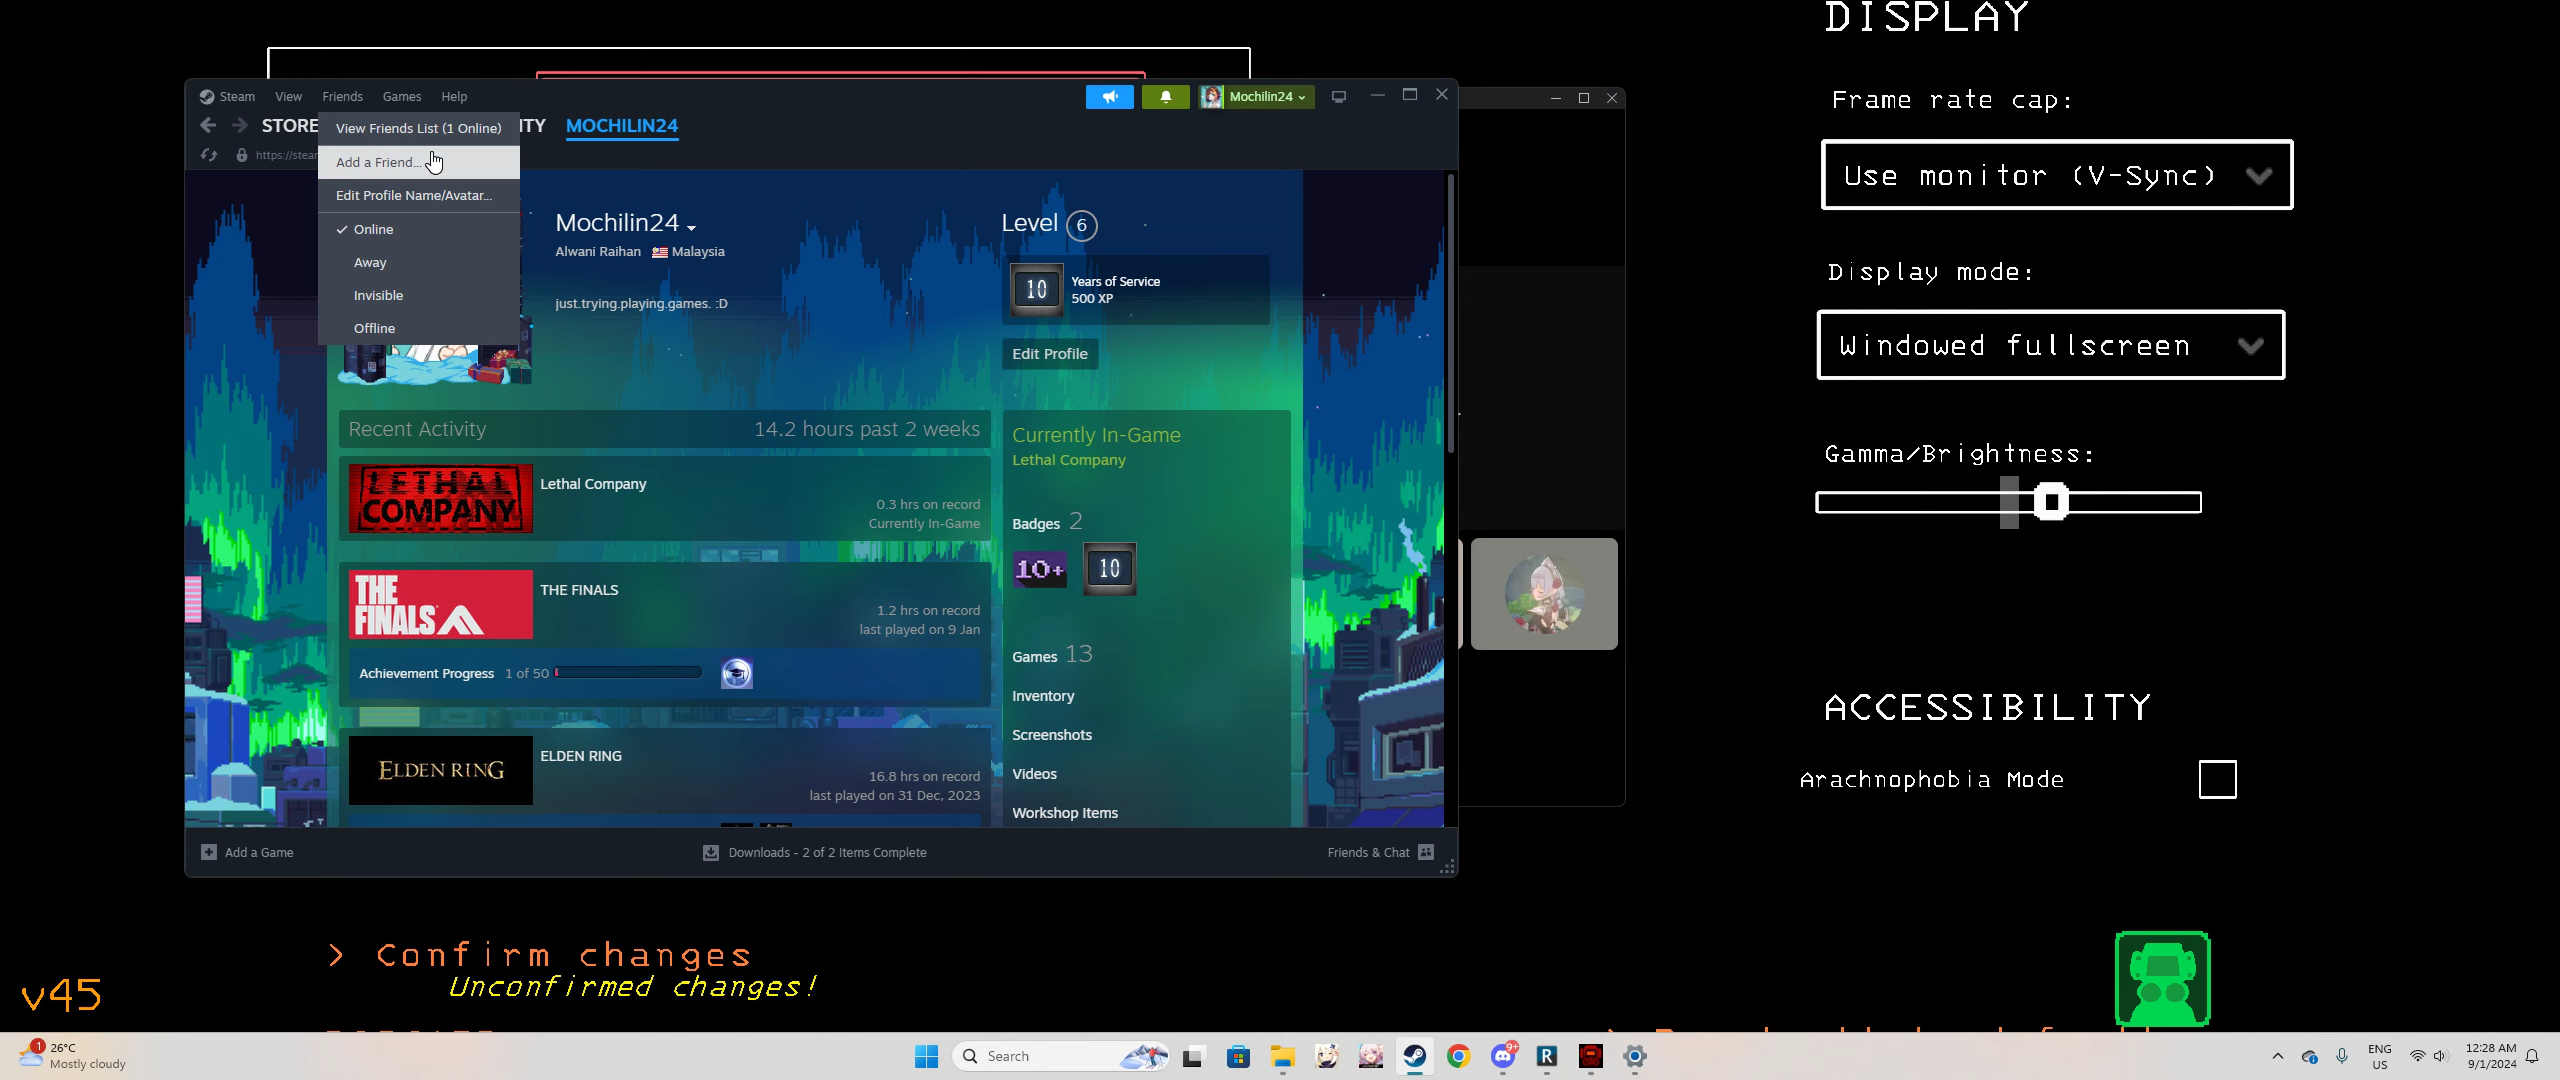 DISPLAY
Frame rate cap:
Use monitor (V-Sync)
Display mode:
Windowed fullscreen
Gamma/Brightness:
ACCESSIBILITY
Arachnophobia Mode
Steam View Friends Games Help
Mochilin24
STORE
ITY
MOCHILIN24
https://stear
View Friends List (1 Online)
Add a Friend...
Edit Profile Name/Avatar...
Online
Away
Invisible
Offline
Mochilin24
Alwani Raihan Malaysia
just.trying.playing.games. :D
Level 6
10
Years of Service
500 XP
Edit Profile
Recent Activity 14.2 hours past 2 weeks
LETHAL COMPANY
Lethal Company
0.3 hrs on record
Currently In-Game
THE FINALS
THE FINALS
1.2 hrs on record
last played on 9 Jan
Achievement Progress 1 of 50
ELDEN RING
ELDEN RING
16.8 hrs on record
last played on 31 Dec, 2023
Currently In-Game
Lethal Company
Badges 2
10+ 10
Games 13
Inventory
Screenshots
Videos
Workshop Items
Add a Game
Downloads - 2 of 2 Items Complete
Friends & Chat
> Confirm changes
Unconfirmed changes!
v45
1
26°C
Mostly cloudy
Search
9+
R
ENG
US
12:28 AM
9/1/2024